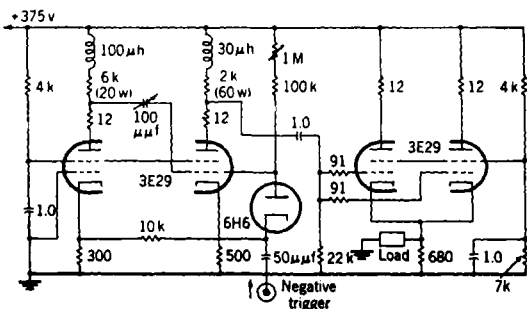 +375 v
100 μh
30 μh
1 M
4 k
6 k
(20 w)
2 k
(60 w)
100 k
12
12
4 k
12
100
μμf
12
1.0
91
3E29
3E29
91
1.0
6H6
10 k
300
500
50 μμf
22 k
Load
680
1.0
Negative
trigger
7 k